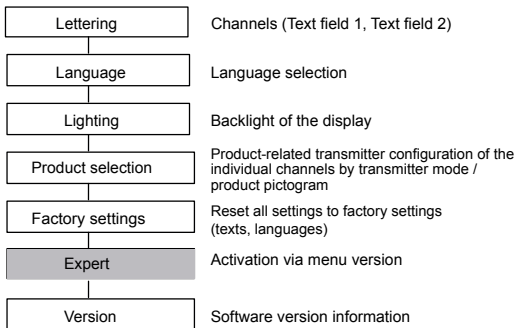 Lettering
Channels (Text field 1, Text field 2)
Language
Language selection
Lighting
Backlight of the display
Product selection
Product-related transmitter configuration of the
individual channels by transmitter mode /
product pictogram
Factory settings
Reset all settings to factory settings
(texts, languages)
Expert
Activation via menu version
Version
Software version information